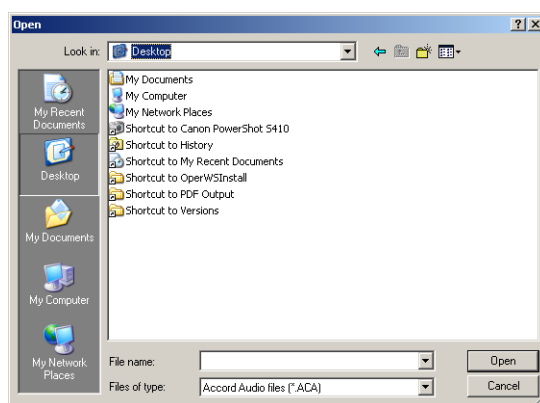 Open
Look in: Desktop
My Recent Documents
Desktop
My Documents
My Computer
My Network Places
My Documents
My Computer
My Network Places
Shortcut to Canon PowerShot S410
Shortcut to History
Shortcut to My Recent Documents
Shortcut to OperWSInstall
Shortcut to PDF Output
Shortcut to Versions
File name:
Open
Files of type: Accord Audio files (*.ACA)
Cancel